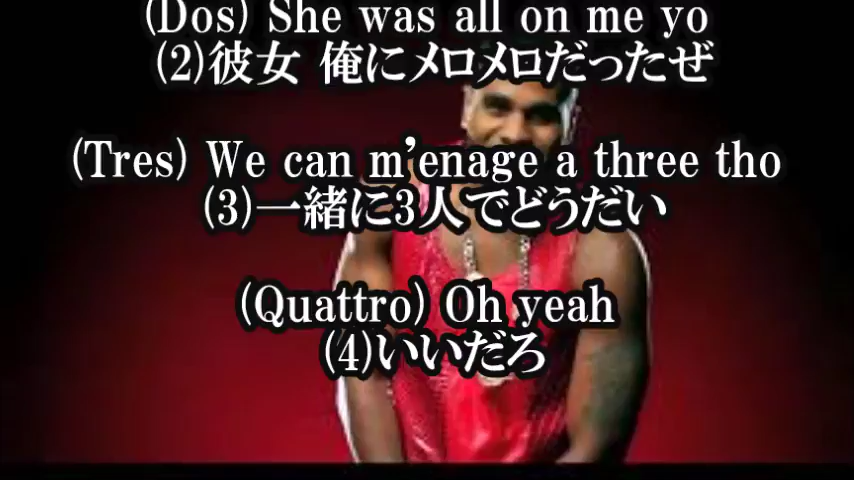 (Dos) She was all on me yo
(2)彼女 俺にメロメロだったぜ
(Tres) We can m'enage a three tho
(3)一緒に3人でどうだい
(Quattro) Oh yeah
(4)いいだろ